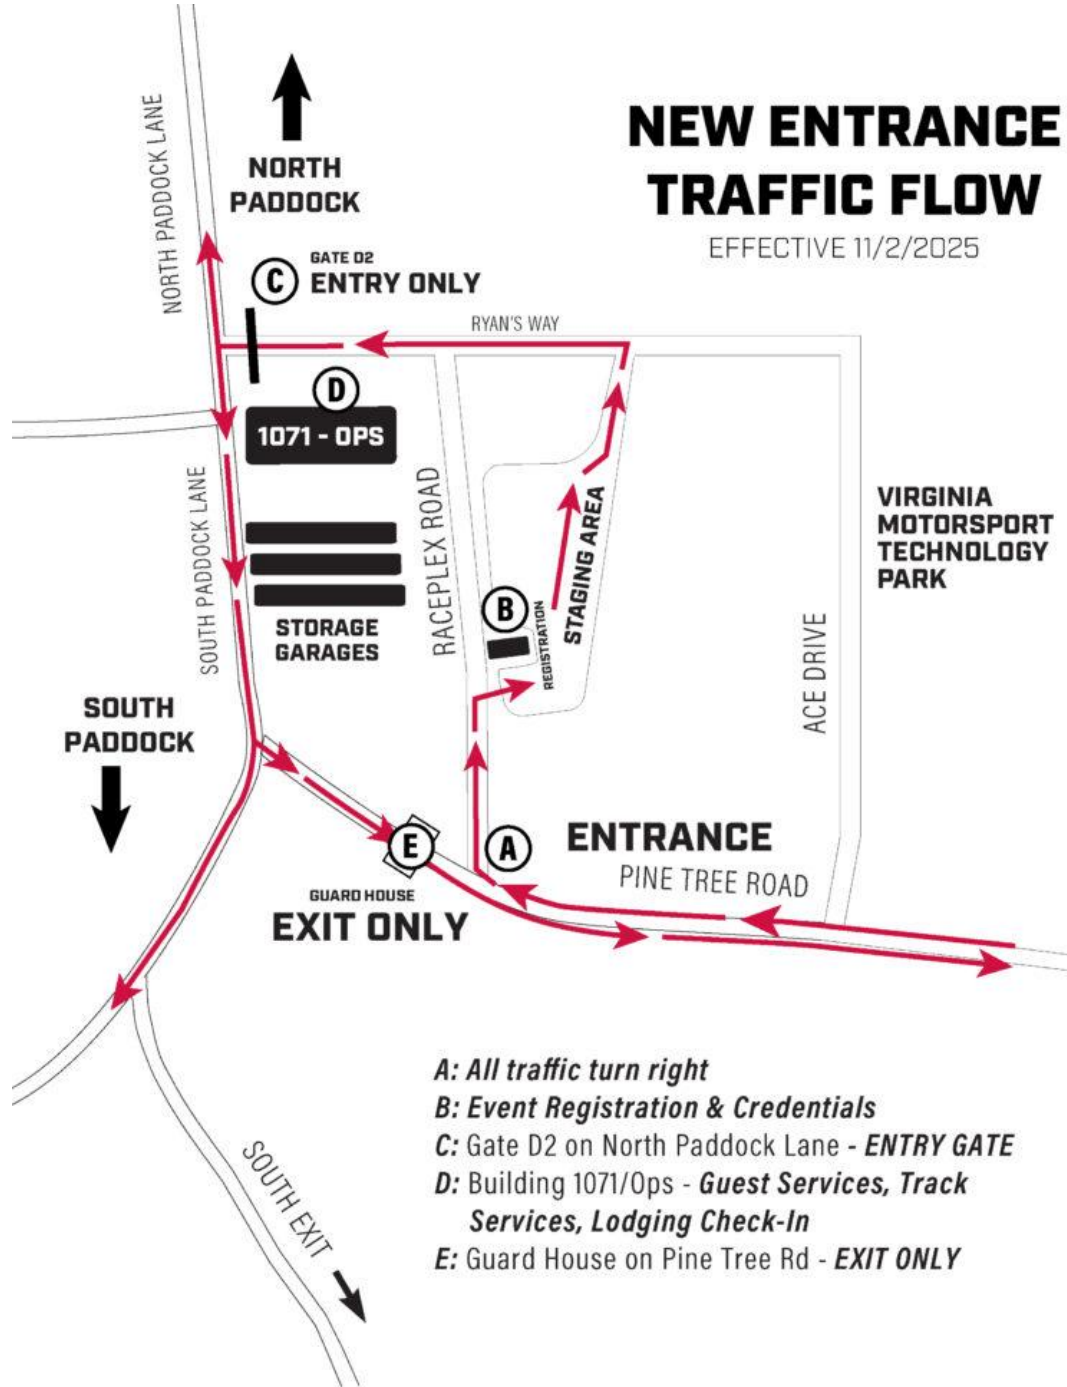 NEW ENTRANCE
TRAFFIC FLOW
EFFECTIVE 11/2/2025
NORTH PADDOCK LANE
NORTH
PADDOCK
C
GATE D2
ENTRY ONLY
RYAN'S WAY
D
1071 - OPS
SOUTH PADDOCK LANE
RACEPLEX ROAD
STORAGE
GARAGES
B
REGISTRATION
STAGING AREA
VIRGINIA
MOTORSPORT
TECHNOLOGY
PARK
ACE DRIVE
SOUTH
PADDOCK
E
A
ENTRANCE
PINE TREE ROAD
GUARD HOUSE
EXIT ONLY
SOUTH EXIT
A: All traffic turn right
B: Event Registration & Credentials
C: Gate D2 on North Paddock Lane - ENTRY GATE
D: Building 1071/Ops - Guest Services, Track
Services, Lodging Check-In
E: Guard House on Pine Tree Rd - EXIT ONLY